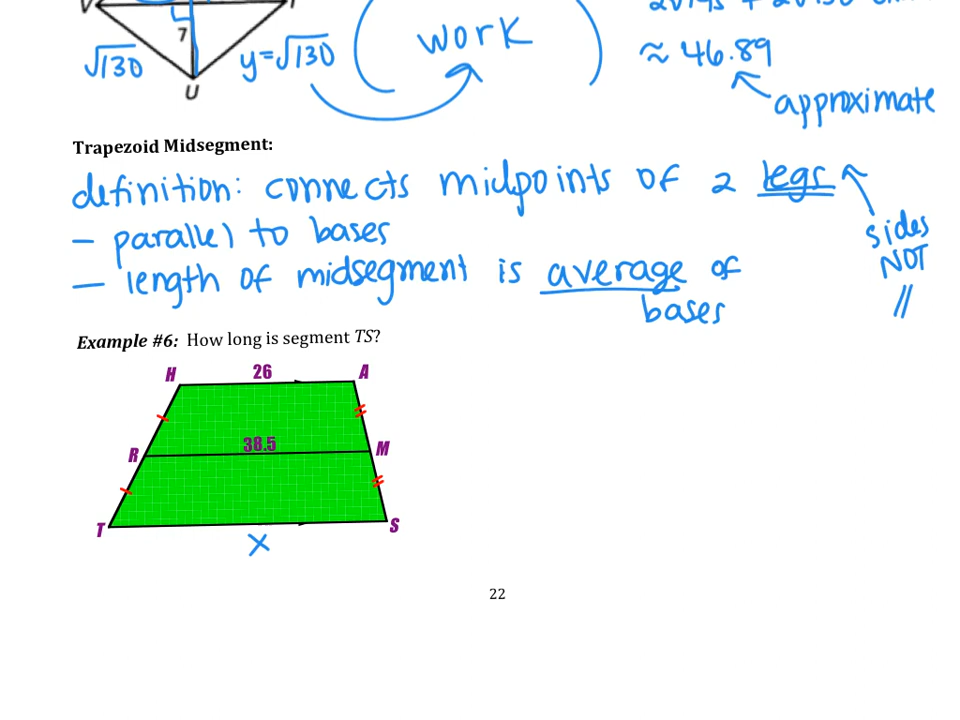 7
√130
y=√130
U
work
≈ 46.89
approximate
Trapezoid Midsegment:
definition: connects midpoints of 2 legs
sides
NOT
//
- parallel to bases
- length of midsegment is average of
bases
Example #6: How long is segment TS?
H 26 A
R 38.5 M
T S
x
22